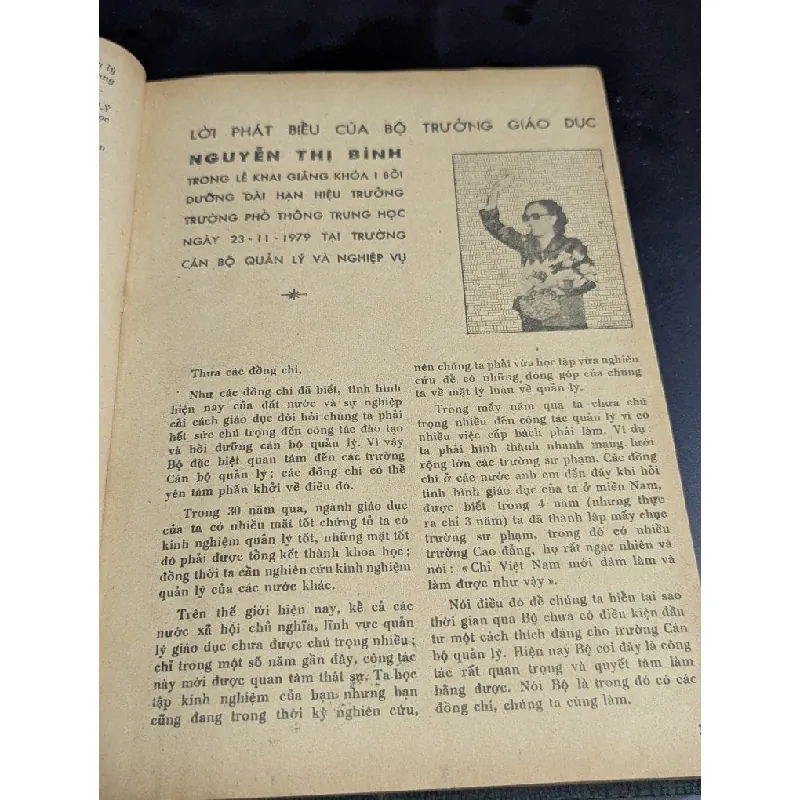 LỜI PHÁT BIỂU CỦA BỘ TRƯỞNG GIÁO DỤC
NGUYỄN THỊ BÌNH
TRONG LỄ KHAI GIẢNG KHÓA I BỒI
DƯỠNG DÀI HẠN HIỆU TRƯỞNG
TRƯỜNG PHỔ THÔNG TRUNG HỌC
NGÀY 23-11-1979 TẠI TRƯỜNG
CÁN BỘ QUẢN LÝ VÀ NGHIỆP VỤ
Thưa các đồng chí,
Như các đồng chí đã biết, tình hình
hiện nay của đất nước và sự nghiệp
cải cách giáo dục đòi hỏi chúng ta phải
hết sức chú trọng đến công tác đào tạo
và bồi dưỡng cán bộ quản lý. Vì vậy
Bộ đặc biệt quan tâm đến các trường
Cán bộ quản lý; các đồng chí có thể
yên tâm phấn khởi về điều đó.
Trong 30 năm qua, ngành giáo dục
của ta có nhiều mặt tốt chứng tỏ ta có
kinh nghiệm quản lý tốt, những mặt tốt
đó phải được tổng kết thành khoa học;
đồng thời ta cần nghiên cứu kinh nghiệm
quản lý của các nước khác.
Trên thế giới hiện nay, kể cả các
nước xã hội chủ nghĩa, lĩnh vực quản
lý giáo dục chưa được chú trọng nhiều;
chỉ trong một số năm gần đây, công tác
này mới được quan tâm thật sự. Ta học
tập kinh nghiệm của bạn nhưng bạn
cũng đang trong thời kỳ nghiên cứu,
nên chúng ta phải vừa học tập vừa nghiên
cứu để có những đóng góp của chúng
ta về mặt lý luận về quản lý.
Trong mấy năm qua ta chưa chú
trọng nhiều đến công tác quản lý vì có
nhiều việc cấp bách phải làm. Ví dụ:
ta phải hình thành nhanh mạng lưới
rộng lớn các trường sư phạm. Các đồng
chí ở các nước anh em đến đây khi hỏi
tình hình giáo dục của ta ở miền Nam,
được biết trong 4 năm (nhưng thực
ra chỉ 3 năm) ta đã thành lập mấy chục
trường sư phạm, trong đó có nhiều
trường Cao đẳng, họ rất ngạc nhiên và
nói: «Chỉ Việt Nam mới dám làm và
làm được như vậy».
Nói điều đó để chúng ta hiểu tại sao
thời gian qua Bộ chưa có điều kiện đầu
tư một cách thích đáng cho trường Cán
bộ quản lý. Hiện nay Bộ coi đây là công
tác rất quan trọng và quyết tâm làm
bằng được. Nói Bộ là trong đó có các
đồng chí, chúng ta cùng làm.